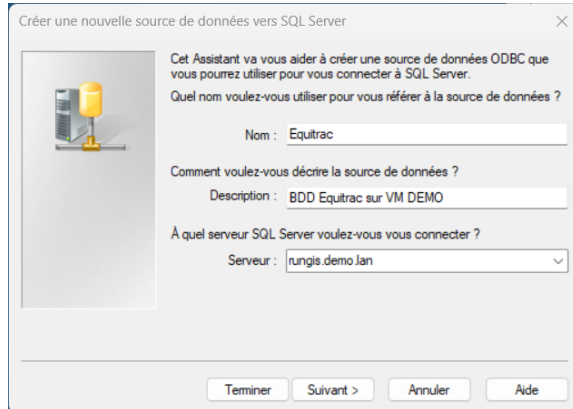 Créer une nouvelle source de données vers SQL Server
Cet Assistant va vous aider à créer une source de données ODBC que
vous pourrez utiliser pour vous connecter à SQL Server.
Quel nom voulez-vous utiliser pour vous référer à la source de données ?
Nom : Equitrac
Comment voulez-vous décrire la source de données ?
Description : BDD Equitrac sur VM DEMO
À quel serveur SQL Server voulez-vous vous connecter ?
Serveur : rungis.demo.lan
Terminer Suivant > Annuler Aide